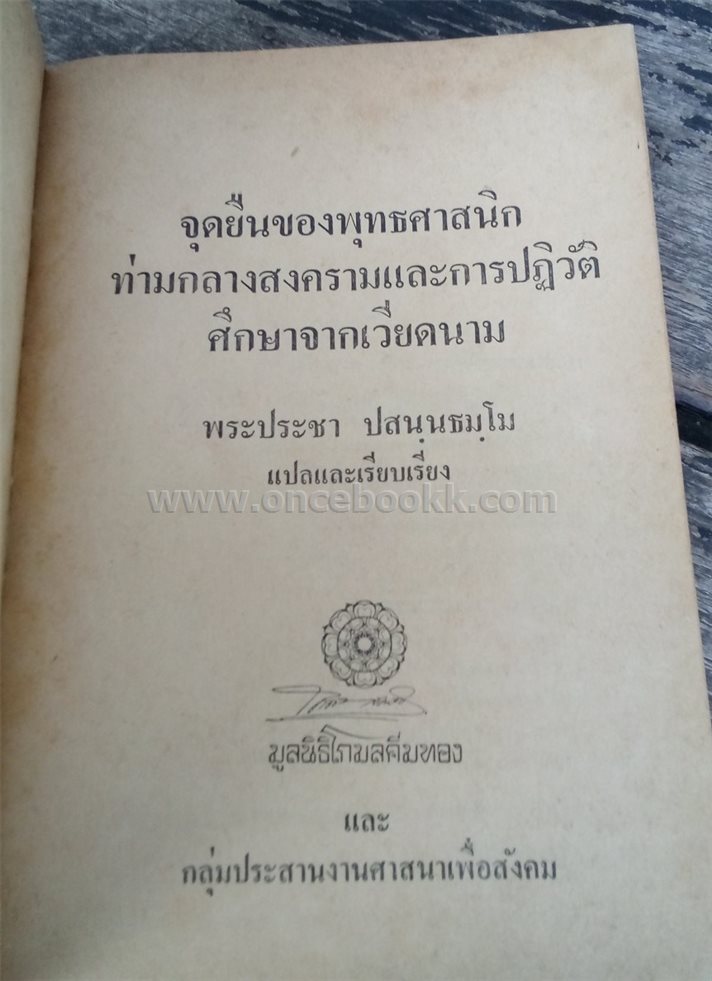 จุดยืนของพุทธศาสนิก
ท่ามกลางสงครามและการปฏิวัติ
ศึกษาจากเวียดนาม
พระประชา ปสนฺนธมฺโม
แปลและเรียบเรียง
www.oncebookk.com
มูลนิธิโกมลคีมทอง
และ
กลุ่มประสานงานศาสนาเพื่อสังคม